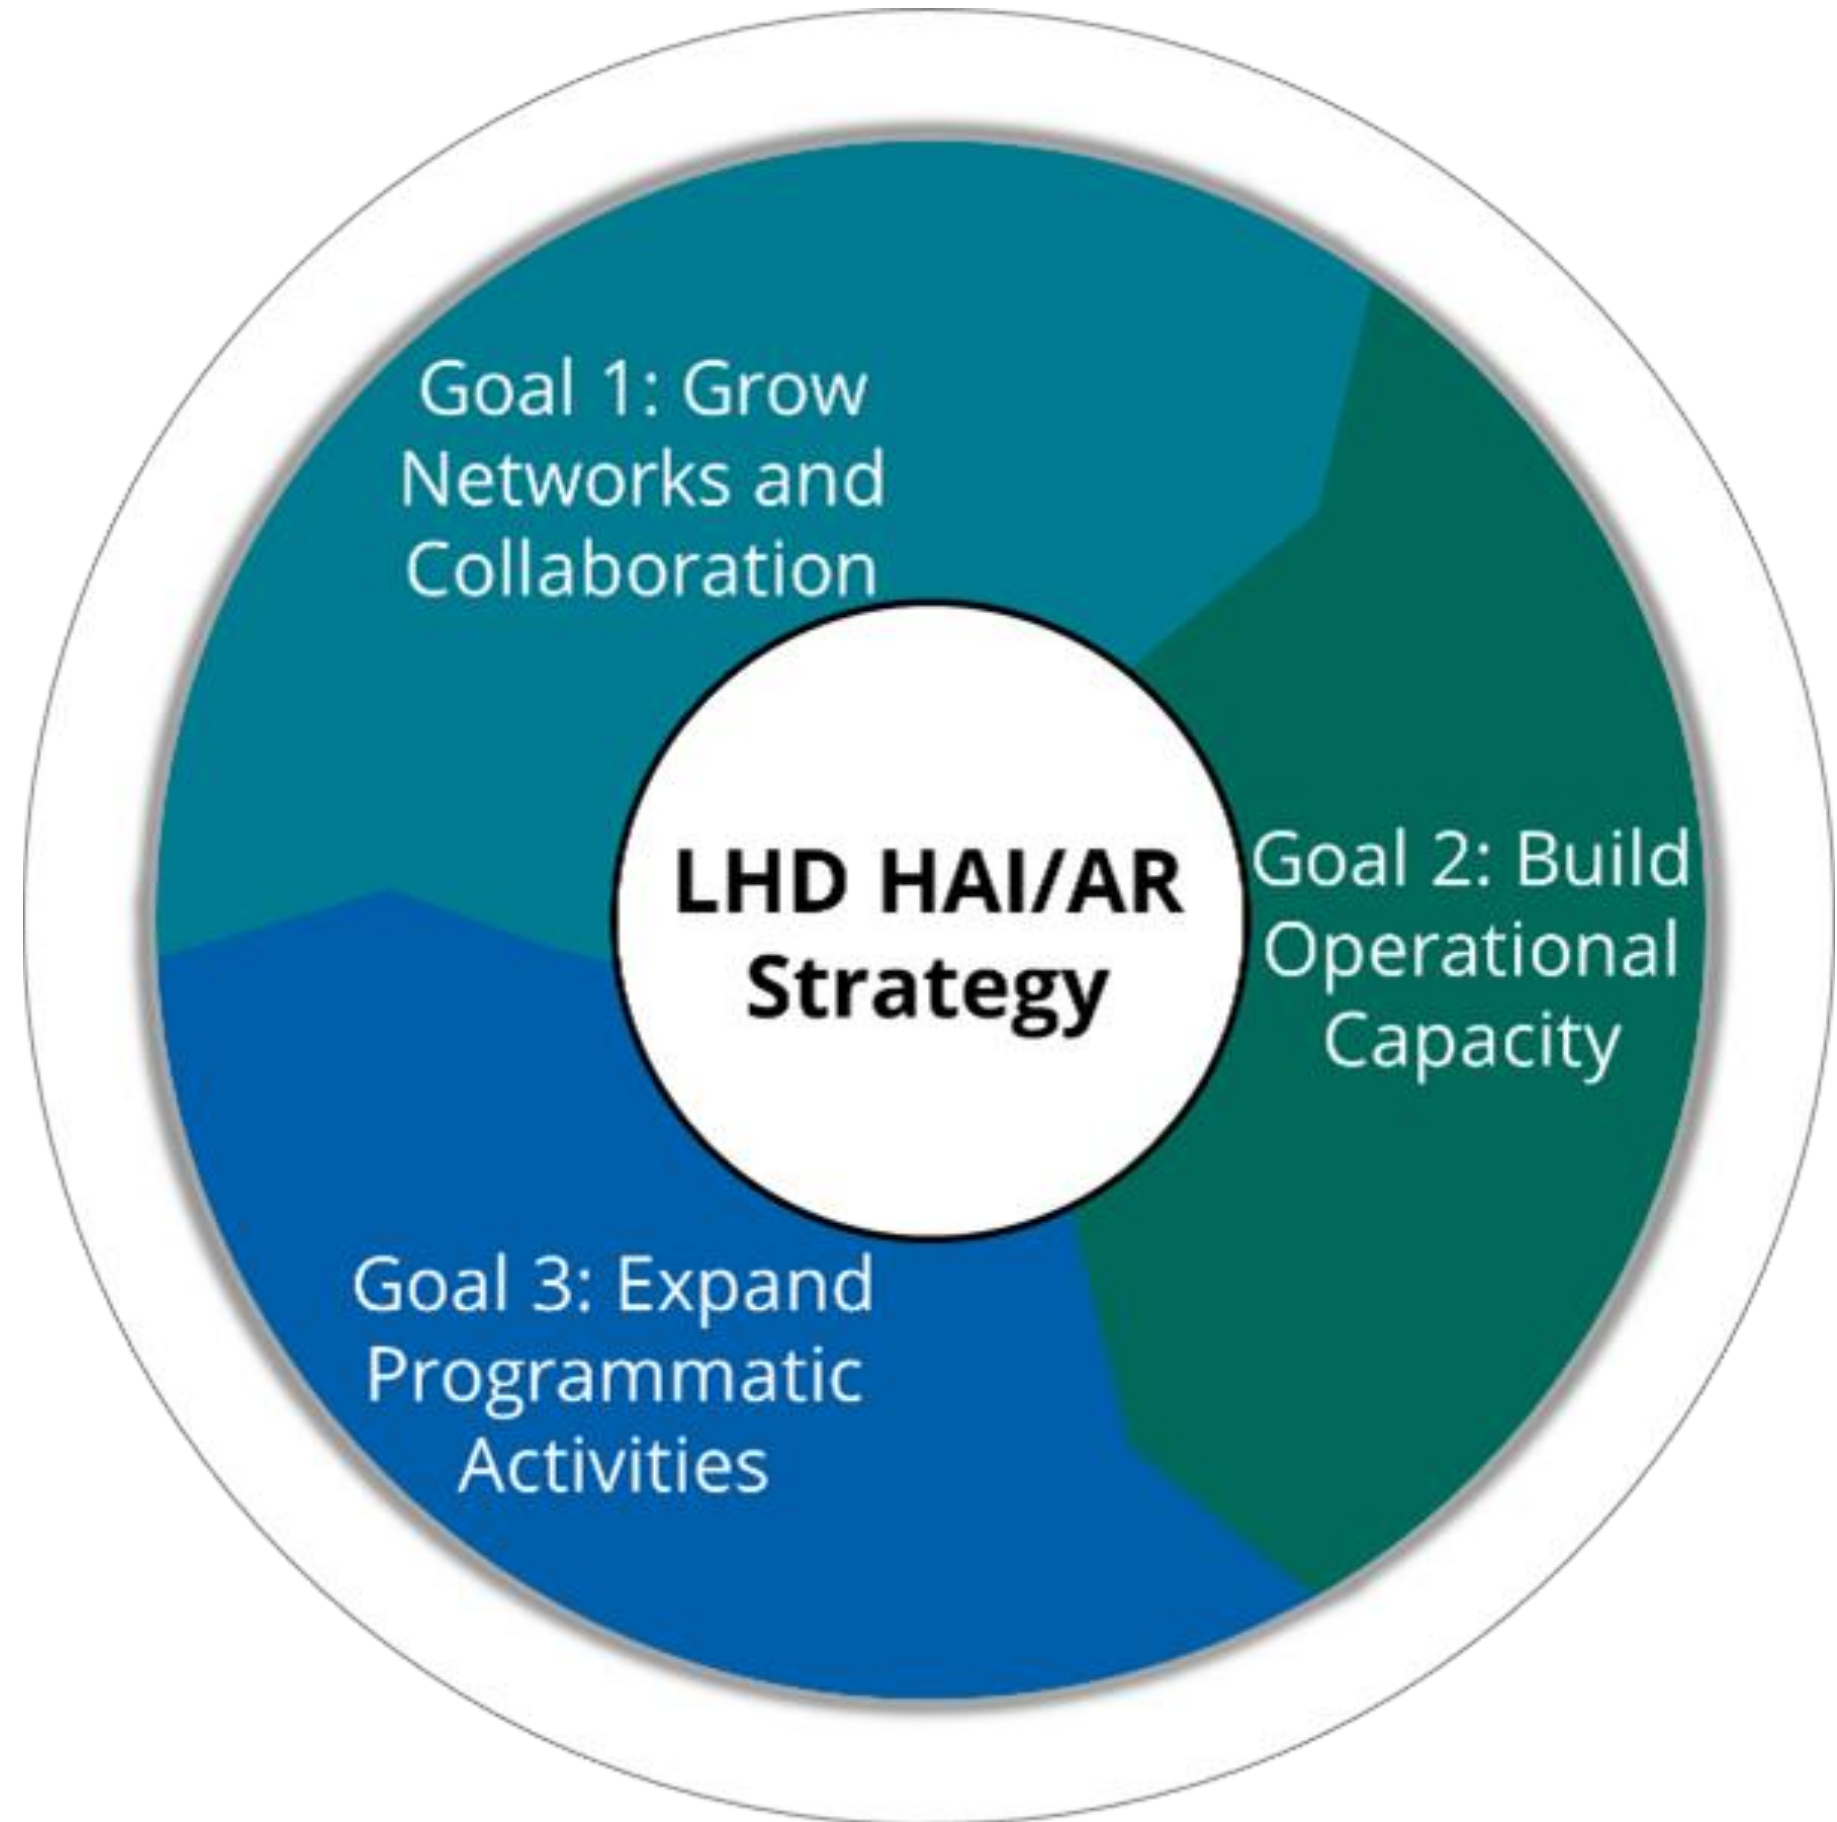 Goal 1: Grow
Networks and
Collaboration
LHD HAI/AR
Strategy
Goal 2: Build
Operational
Capacity
Goal 3: Expand
Programmatic
Activities